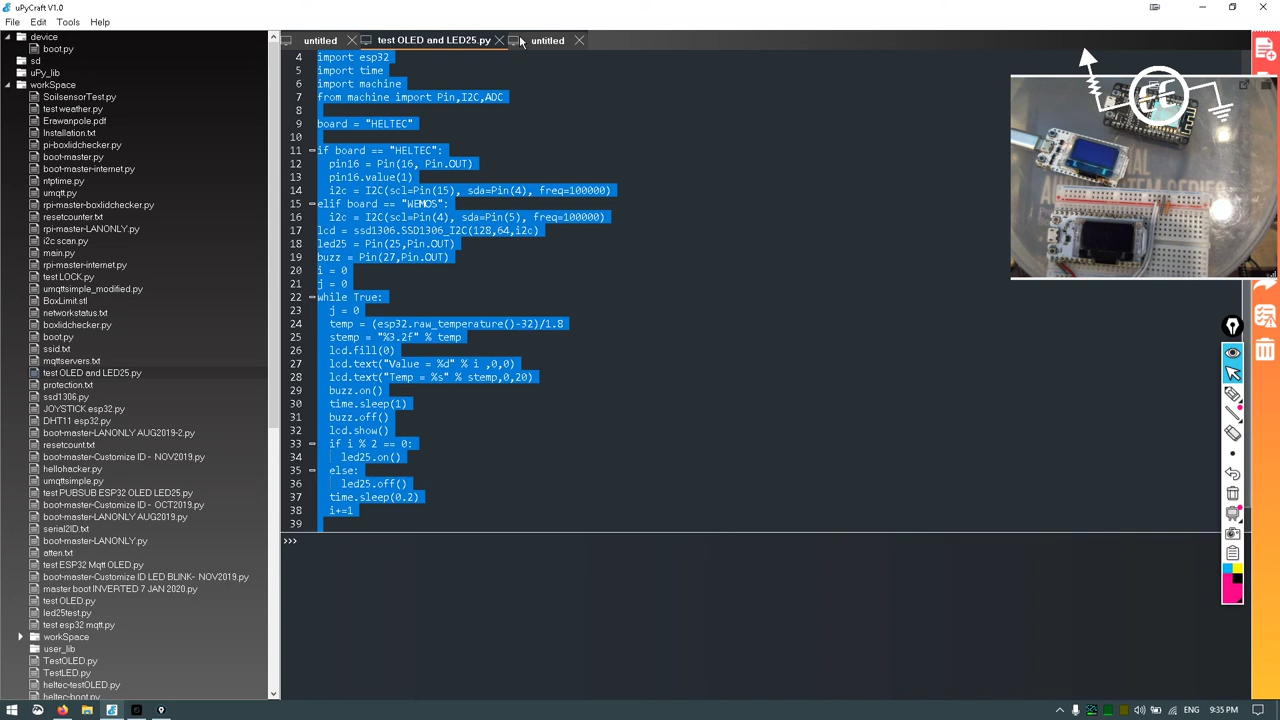 uPyCraft V1.0
File Edit Tools Help
device
boot.py
sd
uPy_lib
workSpace
SoilsensorTest.py
test weather.py
Erawanpole.pdf
Installation.txt
pi-boxlidchecker.py
boot-master.py
boot-master-internet.py
ntptime.py
umqtt.py
rpi-master-boxlidchecker.py
resetcounter.txt
rpi-master-LANONLY.py
i2c scan.py
main.py
rpi-master-internet.py
test LOCK.py
umqttsimple_modified.py
BoxLimit.stl
networkstatus.txt
boxlidchecker.py
boot.py
ssid.txt
mqttservers.txt
test OLED and LED25.py
protection.txt
ssd1306.py
JOYSTICK esp32.py
DHT11 esp32.py
boot-master-LANONLY AUG2019-2.py
resetcount.txt
boot-master-Customize ID - NOV2019.py
hellohacker.py
umqttsimple.py
test PUBSUB ESP32 OLED LED25.py
boot-master-Customize ID - OCT2019.py
boot-master-LANONLY AUG2019.py
serial2ID.txt
boot-master-LANONLY.py
atten.txt
test ESP32 Mqtt OLED.py
boot-master-Customize ID LED BLINK- NOV2019.py
master boot INVERTED 7 JAN 2020.py
test OLED.py
led25test.py
test esp32 mqtt.py
workSpace
user_lib
TestOLED.py
TestLED.py
heltec-testOLED.py
heltec-boot.py
untitled test OLED and LED25.py untitled
4 import esp32
5 import time
6 import machine
7 from machine import Pin,I2C,ADC
8
9 board = "HELTEC"
10
11 if board == "HELTEC":
12 pin16 = Pin(16, Pin.OUT)
13 pin16.value(1)
14 i2c = I2C(scl=Pin(15), sda=Pin(4), freq=100000)
15 elif board == "WEMOS":
16 i2c = I2C(scl=Pin(4), sda=Pin(5), freq=100000)
17 lcd = ssd1306.SSD1306_I2C(128,64,i2c)
18 led25 = Pin(25,Pin.OUT)
19 buzz = Pin(27,Pin.OUT)
20 i = 0
21 j = 0
22 while True:
23 j = 0
24 temp = (esp32.raw_temperature()-32)/1.8
25 stemp = "%3.2f" % temp
26 lcd.fill(0)
27 lcd.text("Value = %d" % i ,0,0)
28 lcd.text("Temp = %s" % stemp,0,20)
29 buzz.on()
30 time.sleep(1)
31 buzz.off()
32 lcd.show()
33 if i % 2 == 0:
34 led25.on()
35 else:
36 led25.off()
37 time.sleep(0.2)
38 i+=1
39
>>>
ENG 9:35 PM